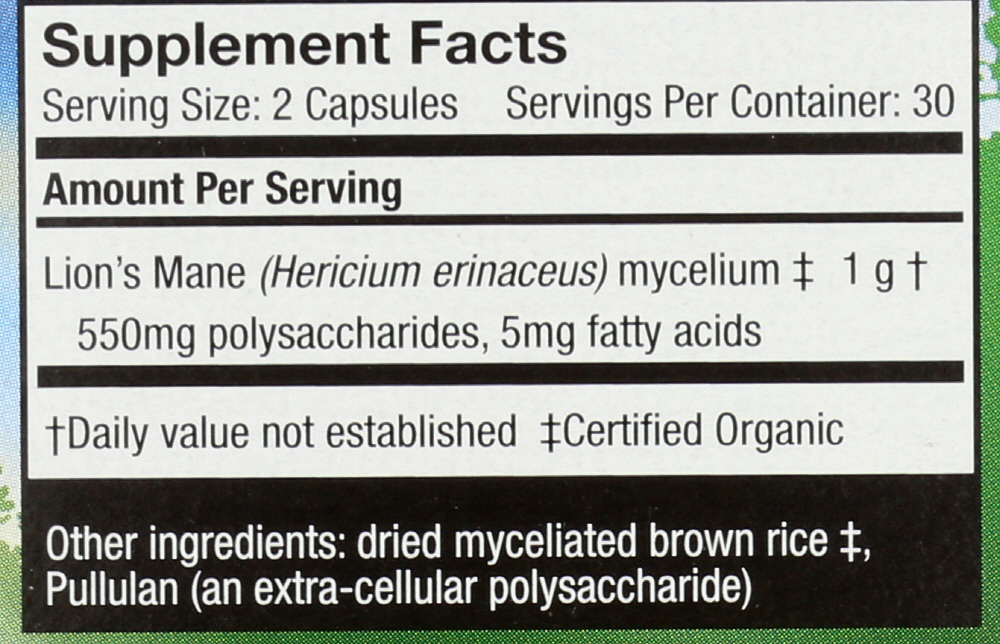 Supplement Facts
Serving Size: 2 Capsules Servings Per Container: 30
Amount Per Serving
Lion's Mane (Hericium erinaceus) mycelium ‡ 1 g †
550mg polysaccharides, 5mg fatty acids
†Daily value not established ‡Certified Organic
Other ingredients: dried myceliated brown rice ‡,
Pullulan (an extra-cellular polysaccharide)